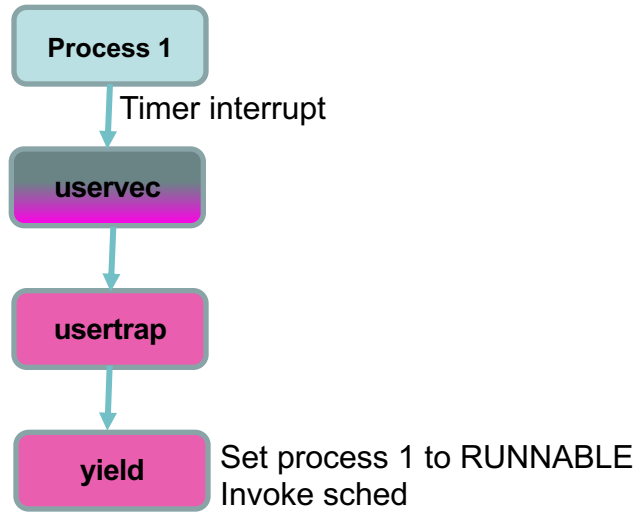 Process 1
Timer interrupt
uservec
usertrap
yield
Set process 1 to RUNNABLE
Invoke sched